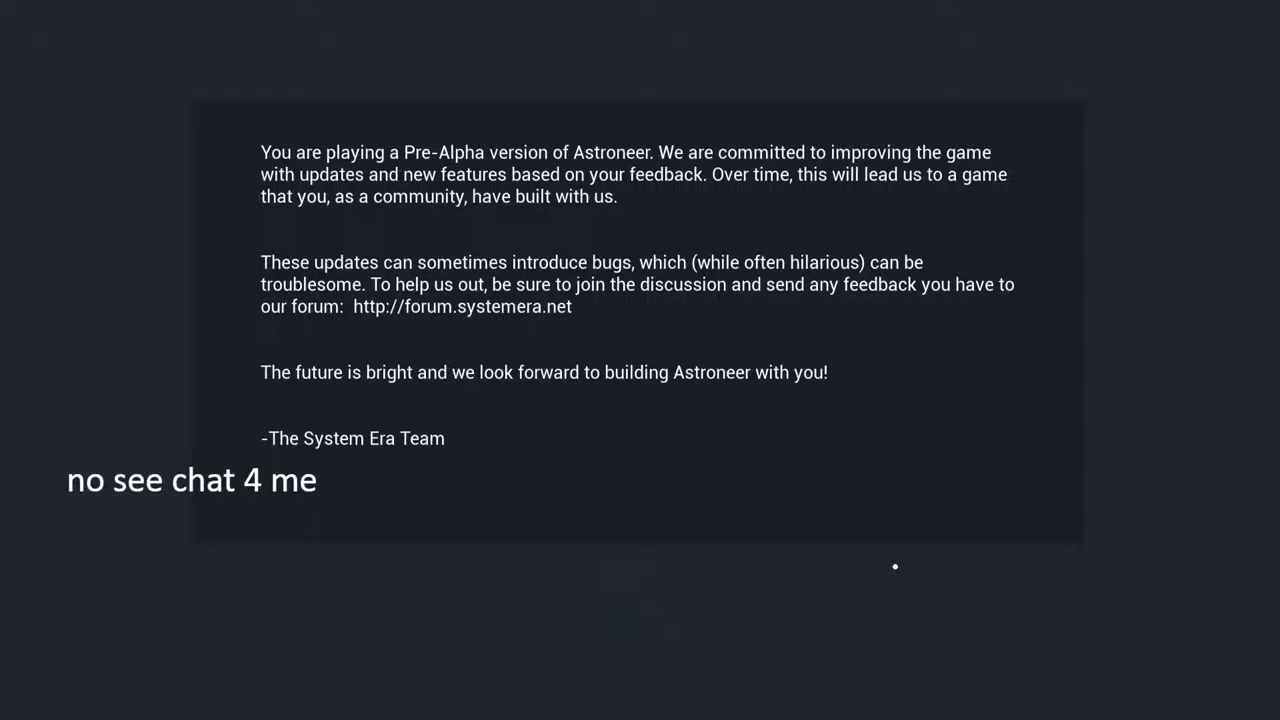 You are playing a Pre-Alpha version of Astroneer. We are committed to improving the game
with updates and new features based on your feedback. Over time, this will lead us to a game
that you, as a community, have built with us.
These updates can sometimes introduce bugs, which (while often hilarious) can be
troublesome. To help us out, be sure to join the discussion and send any feedback you have to
our forum:  http://forum.systemera.net
The future is bright and we look forward to building Astroneer with you!
-The System Era Team
no see chat 4 me